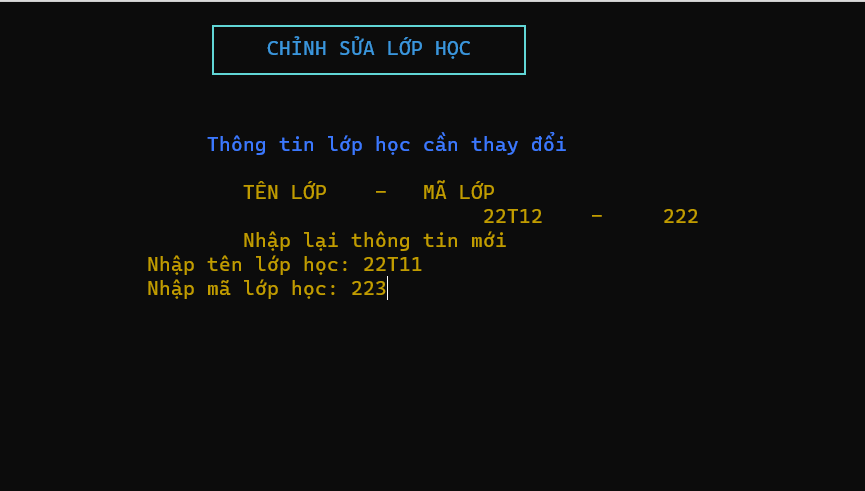 CHỈNH SỬA LỚP HỌC
Thông tin lớp học cần thay đổi
TÊN LỚP - MÃ LỚP
22T12 - 222
Nhập lại thông tin mới
Nhập tên lớp học: 22T11
Nhập mã lớp học: 223